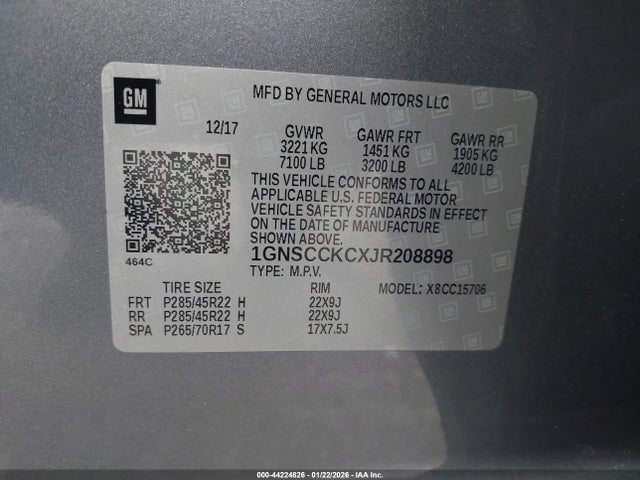 GM
MFD BY GENERAL MOTORS LLC
12/17 GVWR GAWR FRT GAWR RR
3221 KG 1451 KG 1905 KG
7100 LB 3200 LB 4200 LB
THIS VEHICLE CONFORMS TO ALL
APPLICABLE U.S. FEDERAL MOTOR
VEHICLE SAFETY STANDARDS IN EFFECT
ON THE DATE OF MANUFACTURE
SHOWN ABOVE.
464C
1GNSCCKCXJR208898
TYPE: M.P.V. MODEL: X8CC15706
TIRE SIZE RIM
FRT P285/45R22 H 22X9J
RR P285/45R22 H 22X9J
SPA P265/70R17 S 17X7.5J
000-44224826 - 01/22/2026 - IAA Inc.